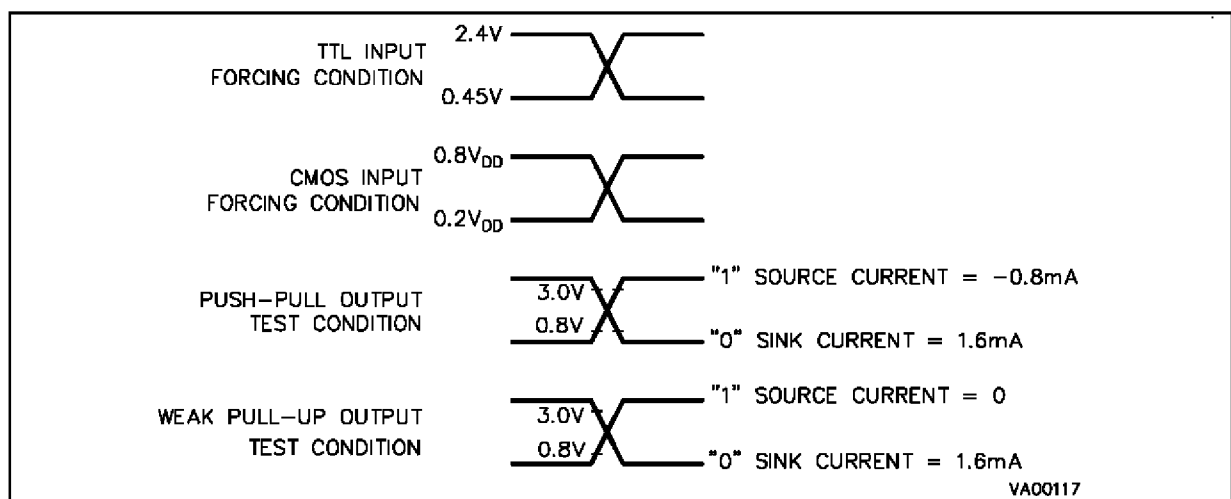 TTL INPUT
FORCING CONDITION
2.4V
0.45V
CMOS INPUT
FORCING CONDITION
0.8VDD
0.2VDD
PUSH-PULL OUTPUT
TEST CONDITION
3.0V
0.8V
"1" SOURCE CURRENT = -0.8mA
"0" SINK CURRENT = 1.6mA
WEAK PULL-UP OUTPUT
TEST CONDITION
3.0V
0.8V
"1" SOURCE CURRENT = 0
"0" SINK CURRENT = 1.6mA
VA00117